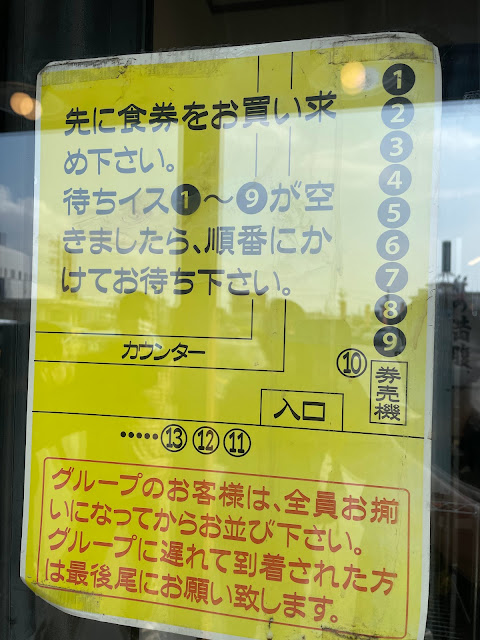 先に食券をお買い求
め下さい。
待ちイス❶～❾が空
きましたら、順番にか
けてお待ち下さい。
❶
❷
❸
❹
❺
❻
❼
❽
❾
⑩
券売機
カウンター
入口
•••••⑬⑫⑪
グループのお客様は、全員お揃
いになってからお並び下さい。
グループに遅れて到着された方
は最後尾にお願い致します。